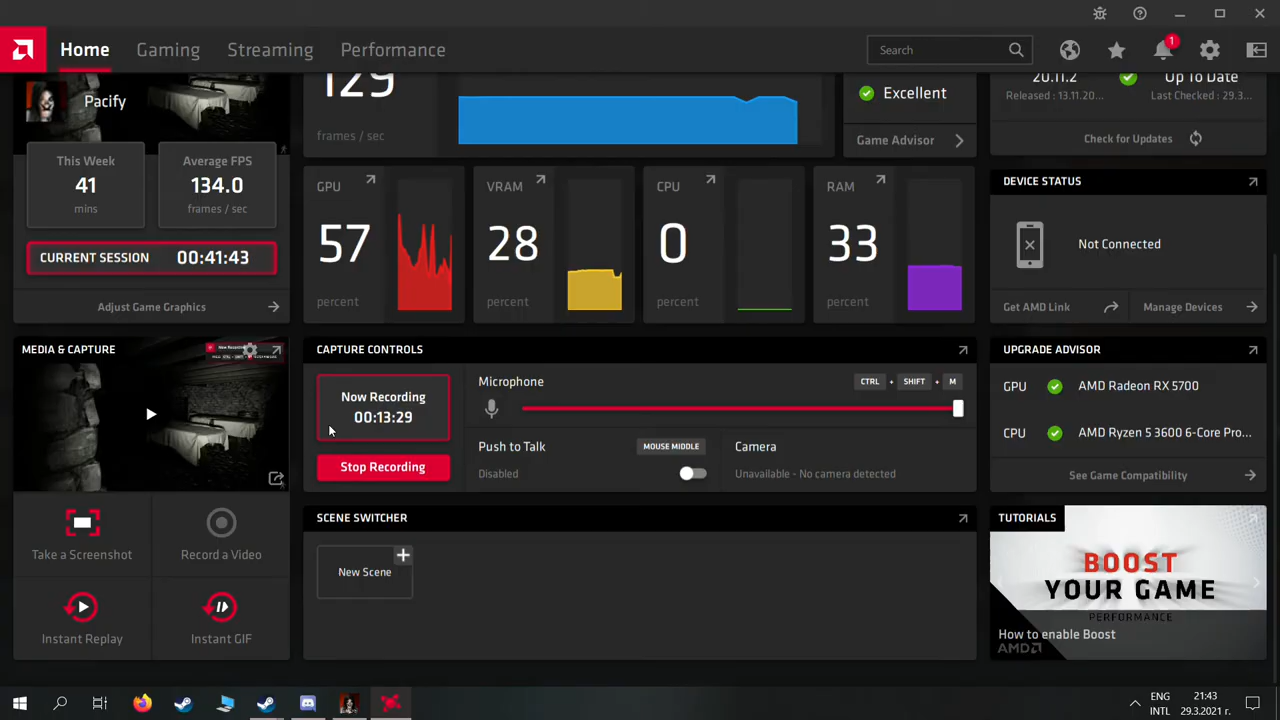 Home
Gaming
Streaming
Performance
Search
1
Pacify
This Week
41
mins
Average FPS
134.0
frames / sec
CURRENT SESSION 00:41:43
Adjust Game Graphics
129
frames / sec
Excellent
Game Advisor
20.11.2
Released : 13.11.20...
Up To Date
Last Checked : 29.3...
Check for Updates
GPU
57
percent
VRAM
28
percent
CPU
0
percent
RAM
33
percent
DEVICE STATUS
Not Connected
Get AMD Link
Manage Devices
MEDIA & CAPTURE
Take a Screenshot
Record a Video
Instant Replay
Instant GIF
CAPTURE CONTROLS
Now Recording
00:13:29
Stop Recording
Microphone
CTRL + SHIFT + M
Push to Talk
MOUSE MIDDLE
Disabled
Camera
Unavailable - No camera detected
UPGRADE ADVISOR
GPU AMD Radeon RX 5700
CPU AMD Ryzen 5 3600 6-Core Pro...
See Game Compatibility
SCENE SWITCHER
New Scene
TUTORIALS
BOOST
YOUR GAME
PERFORMANCE
How to enable Boost
AMD
ENG
INTL
21:43
29.3.2021 г.